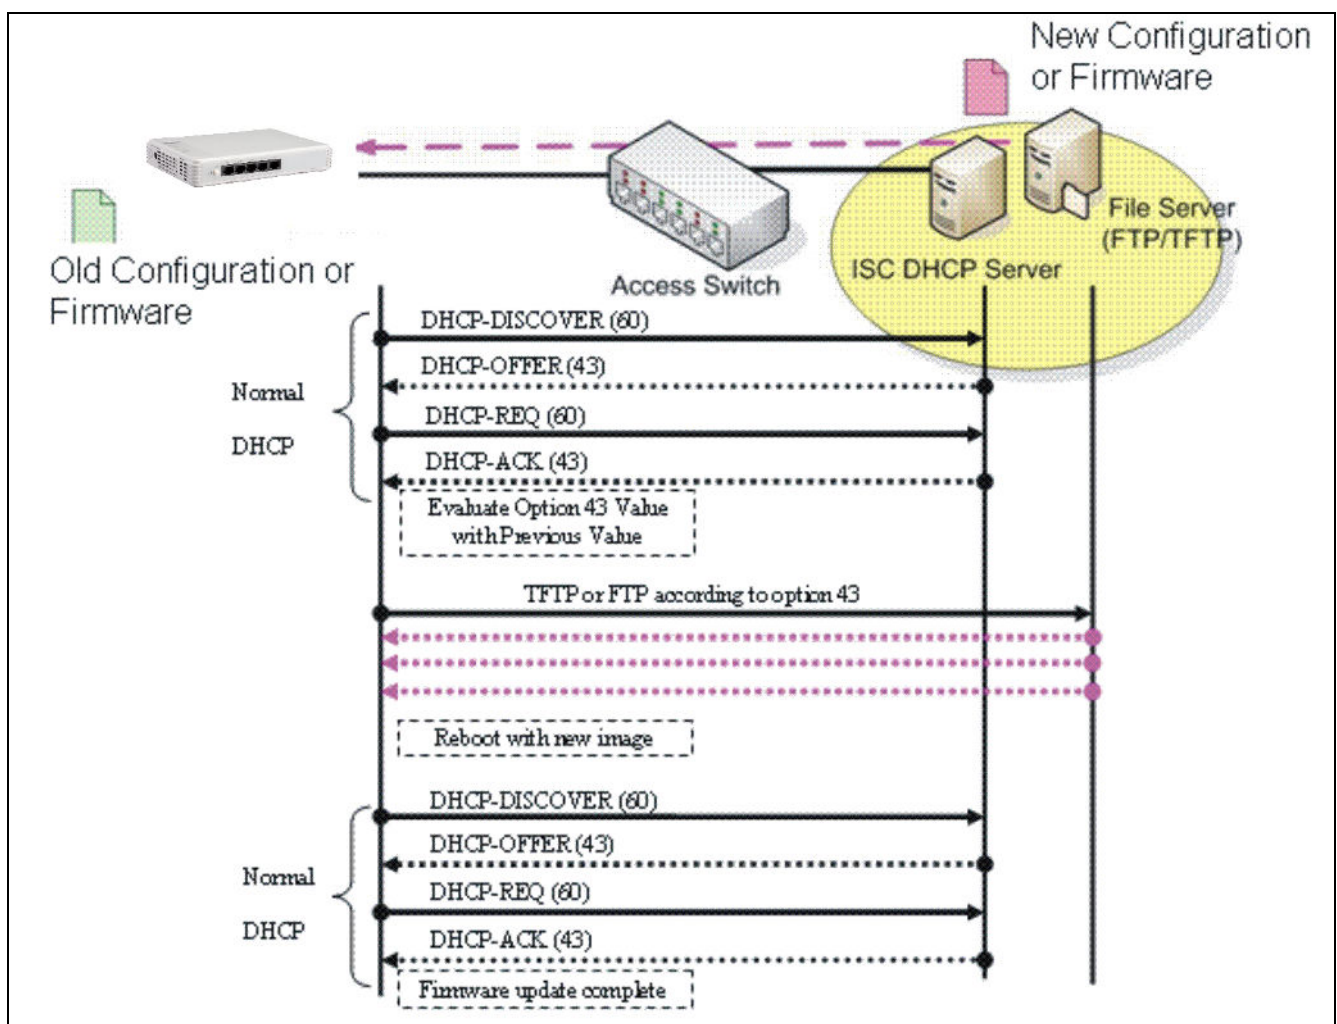 New Configuration
or Firmware
File Server
(FTP/TFTP)
ISC DHCP Server
Access Switch
Old Configuration or
Firmware
DHCP-DISCOVER (60)
DHCP-OFFER (43)
Normal
DHCP-REQ (60)
DHCP
DHCP-ACK (43)
Evaluate Option 43 Value
with Previous Value
TFTP or FTP according to option 43
Reboot with new image
DHCP-DISCOVER (60)
DHCP-OFFER (43)
Normal
DHCP-REQ (60)
DHCP
DHCP-ACK (43)
Firmware update complete